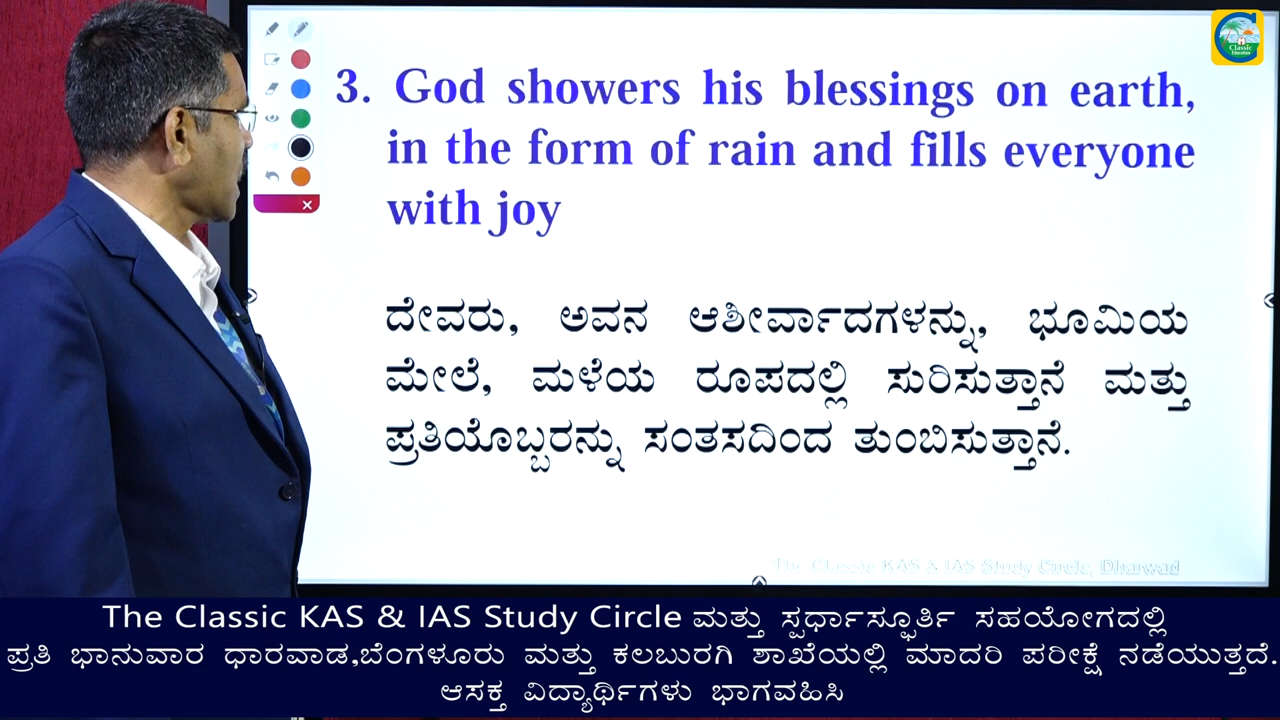 3. God showers his blessings on earth,
in the form of rain and fills everyone
with joy
ದೇವರು, ಅವನ ಆಶೀರ್ವಾದಗಳನ್ನು, ಭೂಮಿಯ
ಮೇಲೆ, ಮಳೆಯ ರೂಪದಲ್ಲಿ ಸುರಿಸುತ್ತಾನೆ ಮತ್ತು
ಪ್ರತಿಯೊಬ್ಬರನ್ನು ಸಂತಸದಿಂದ ತುಂಬಿಸುತ್ತಾನೆ.
The Classic KAS & IAS Study Circle, Dharwad
Classic
Education
The Classic KAS & IAS Study Circle ಮತ್ತು ಸ್ಪರ್ಧಾಸ್ಫೂರ್ತಿ ಸಹಯೋಗದಲ್ಲಿ
ಪ್ರತಿ ಭಾನುವಾರ ಧಾರವಾಡ,ಬೆಂಗಳೂರು ಮತ್ತು ಕಲಬುರಗಿ ಶಾಖೆಯಲ್ಲಿ ಮಾದರಿ ಪರೀಕ್ಷೆ ನಡೆಯುತ್ತದೆ.
ಆಸಕ್ತ ವಿದ್ಯಾರ್ಥಿಗಳು ಭಾಗವಹಿಸಿ